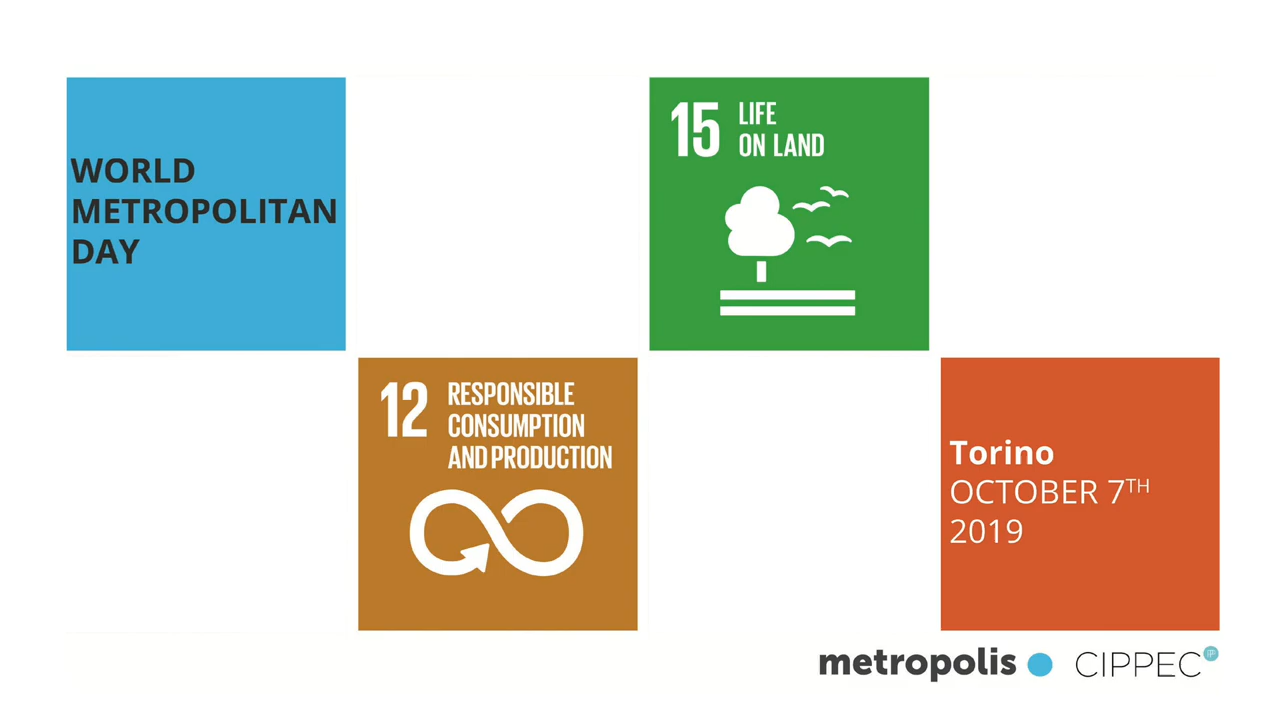 WORLD
METROPOLITAN
DAY
15 LIFE
ON LAND
12 RESPONSIBLE
CONSUMPTION
AND PRODUCTION
Torino
OCTOBER 7TH
2019
metropolis
CIPPEC